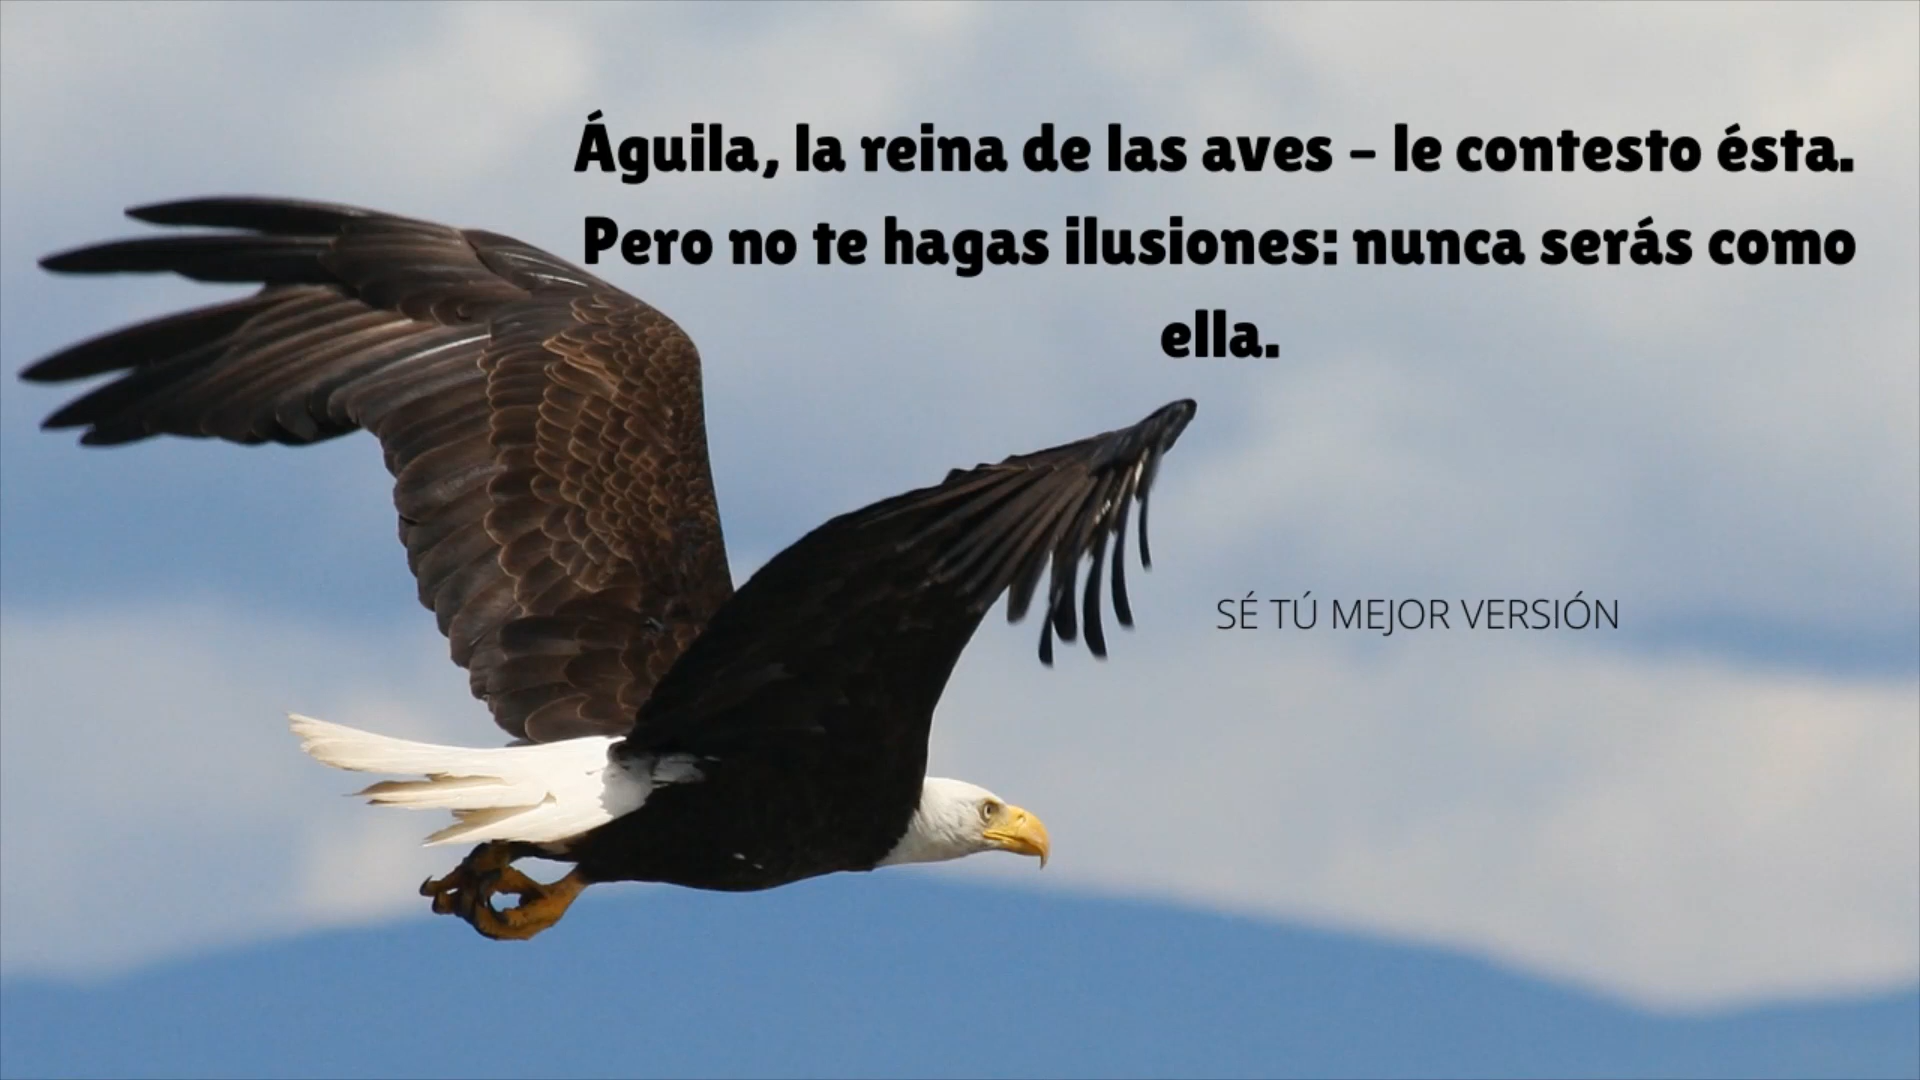 Águila, la reina de las aves – le contesto ésta.
Pero no te hagas ilusiones: nunca serás como
ella.
SÉ TÚ MEJOR VERSIÓN